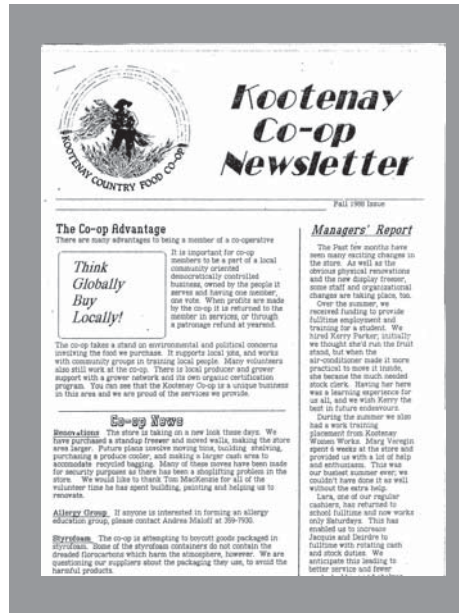 KOOTENAY COUNTRY FOOD CO-OP
Kootenay
Co-op
Newsletter
Fall 1988 Issue
The Co-op Advantage
There are many advantages to being a member of a co-operative
Think
Globally
Buy
Locally!
It is important for co-op
members to be a part of a local
community oriented
democratically controlled
business, owned by the people it
serves and having one member,
one vote. When profits are made
by the co-op it is returned to the
member in services, or through
a patronage refund at yearend.
The co-op takes a stand on environmental and political concerns
involving the food we purchase. It supports local jobs, and works
with community groups in training local people. Many volunteers
also still work at the co-op. There is local producer and grower
support with a grower network and its own organic certification
program. You can see that the Kootenay Co-op is a unique business
in this area and we are proud of the services we provide.
Co-op News
Renovations The store is taking on a new look these days. We
have purchased a standup freezer and moved walls, making the store
area larger. Future plans involve moving bins, building shelving,
purchasing a produce cooler, and making a larger cash area to
accomodate recycled bagging. Many of these moves have been made
for security purposes as there has been a shoplifting problem in the
store. We would like to thank Tom MacKenzie for all of the
volunteer time he has spent building, painting and helping us to
renovate.
Allergy Group If anyone is interested in forming an allergy
education group, please contact Andrea Maloff at 359-7930.
Styrofoam The co-op is attempting to boycott goods packaged in
styrofoam. Some of the styrofoam containers do not contain the
dreaded florocarbons which harm the atmosphere, however. We are
questioning our suppliers about the packaging they use, to avoid the
harmful products.
Managers' Report
The Past few months have
seen many exciting changes in
the store. As well as the
obvious physical renovations
and the new display freezer,
some staff and organizational
changes are taking place, too.
Over the summer, we
received funding to provide
fulltime employment and
training for a student. We
hired Kerry Parker; initially
we thought she'd run the fruit
stand, but when the
air-conditioner made it more
practical to move it inside,
she became the much needed
stock clerk. Having her here
was a learning experience for
us all, and we wish Kerry the
best in future endeavours.
During the summer we also
had a work training
placement from Kootenay
Women Works. Marg Veregin
spent 6 weeks at the store and
provided us with a lot of help
and enthusiasm. This was
our busiest summer ever; we
couldn't have done it as well
without the extra help.
Lara, one of our regular
cashiers, has returned to
school fulltime and now works
only Saturdays. This has
enabled us to increase
Jacquie and Deirdre to
fulltime with rotating cash
and stock duties. We
anticipate this leading to
better service and fewer